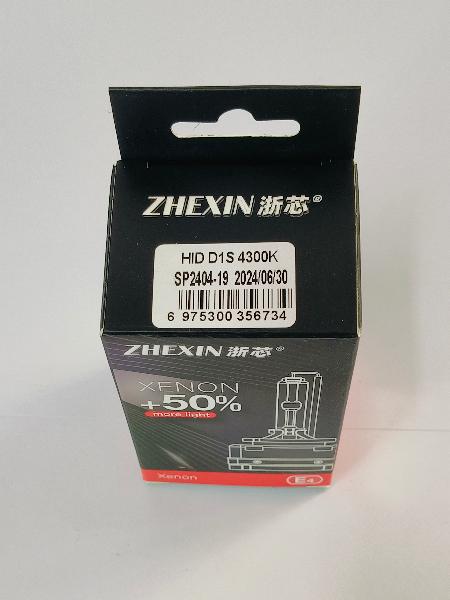 ZHEXIN 浙芯®
HID D1S 4300K
SP2404-19 2024/06/30
6 975300 356734
ZHEXIN 浙芯®
XENON
+50%
more light
Xenon
E4